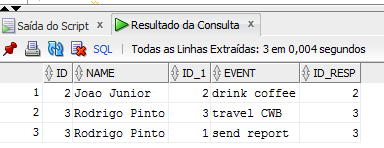 Saída do Script Resultado da Consulta
SQL Todas as Linhas Extraídas: 3 em 0,004 segundos
ID NAME ID_1 EVENT ID_RESP
1 2 Joao Junior 2 drink coffee 2
2 3 Rodrigo Pinto 3 travel CWB 3
3 3 Rodrigo Pinto 1 send report 3